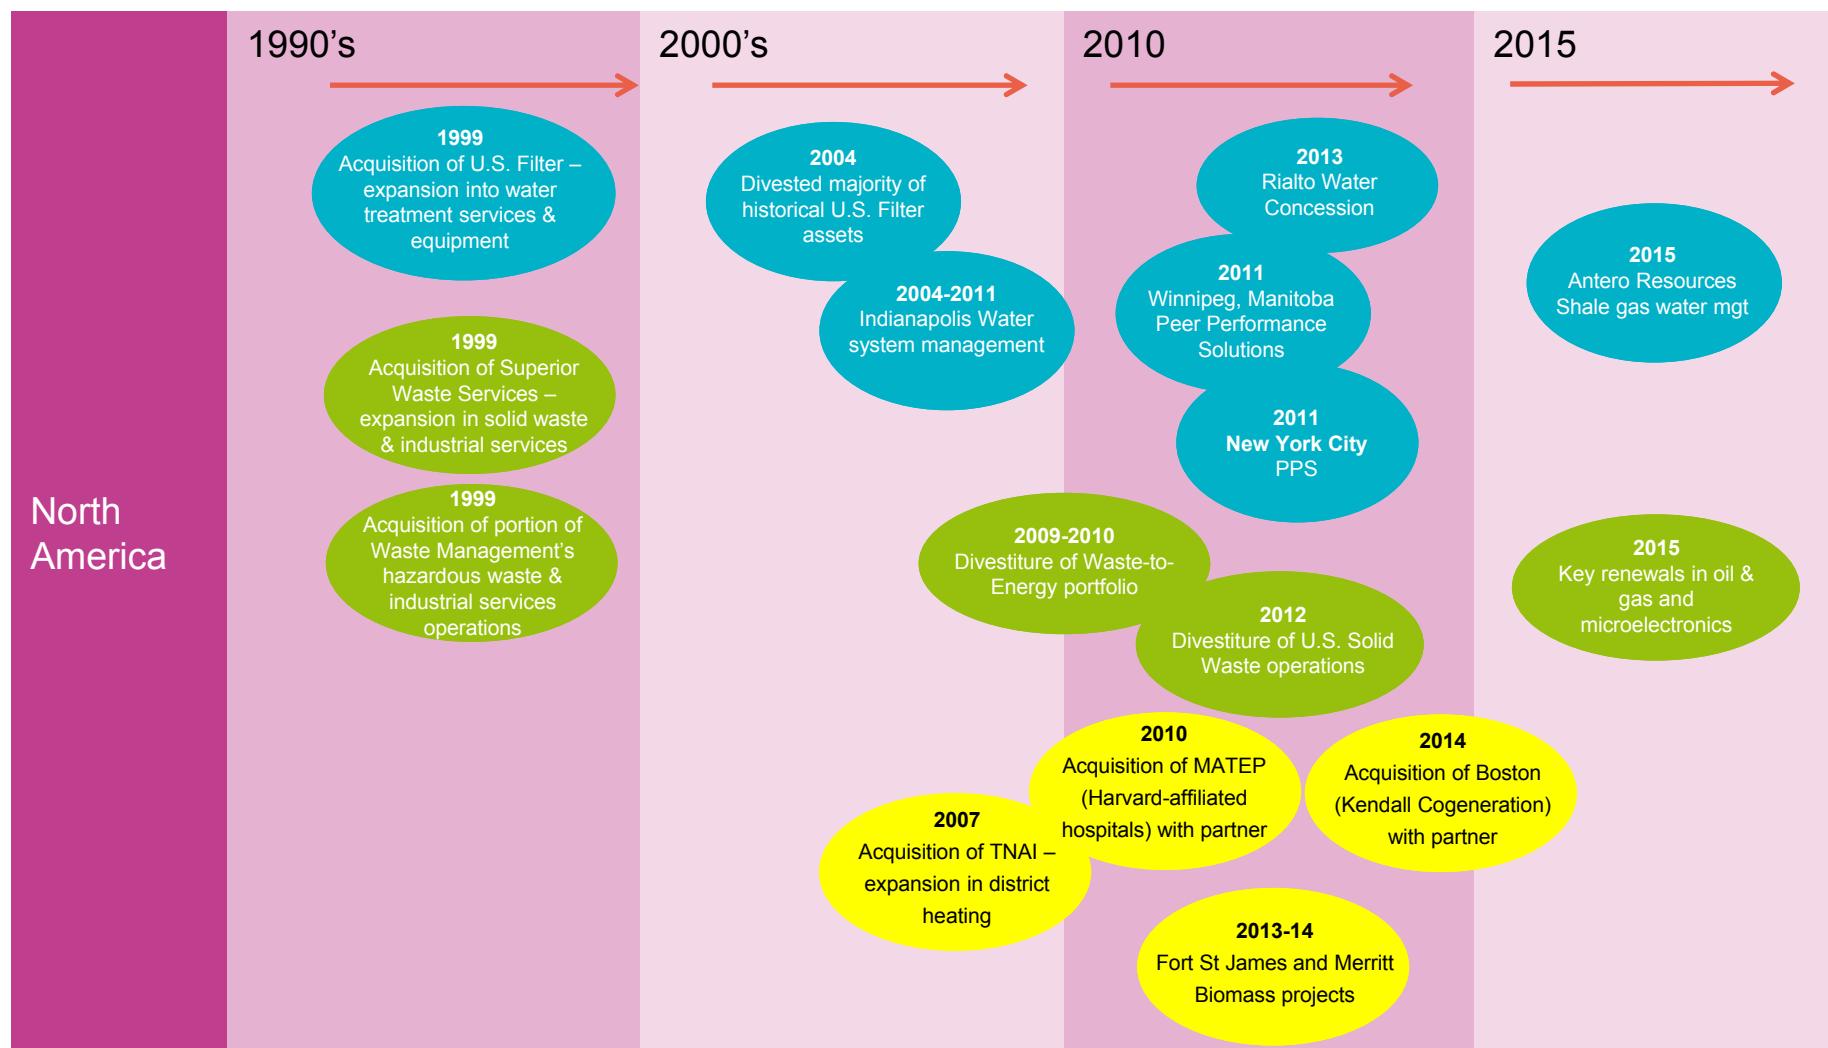 1990’s
2000’s
2010
2015
North
America
1999
Acquisition of U.S. Filter –
expansion into water
treatment services &
equipment
1999
Acquisition of Superior
Waste Services –
expansion in solid waste
& industrial services
1999
Acquisition of portion of
Waste Management’s
hazardous waste &
industrial services
operations
2004
Divested majority of
historical U.S. Filter
assets
2004-2011
Indianapolis Water
system management
2009-2010
Divestiture of Waste-to-
Energy portfolio
2007
Acquisition of TNAI –
expansion in district
heating
2013
Rialto Water
Concession
2011
Winnipeg, Manitoba
Peer Performance
Solutions
2011
New York City
PPS
2012
Divestiture of U.S. Solid
Waste operations
2010
Acquisition of MATEP
(Harvard-affiliated
hospitals) with partner
2014
Acquisition of Boston
(Kendall Cogeneration)
with partner
2013-14
Fort St James and Merritt
Biomass projects
2015
Antero Resources
Shale gas water mgt
2015
Key renewals in oil &
gas and
microelectronics